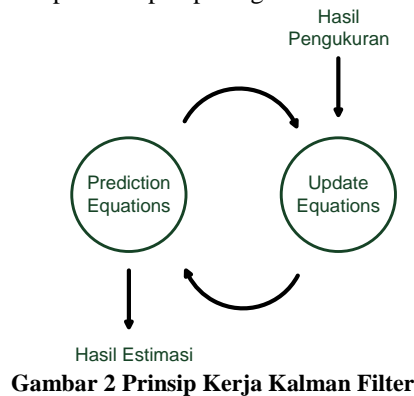 Hasil
Pengukuran
Prediction
Equations
Update
Equations
Hasil Estimasi
Gambar 2 Prinsip Kerja Kalman Filter